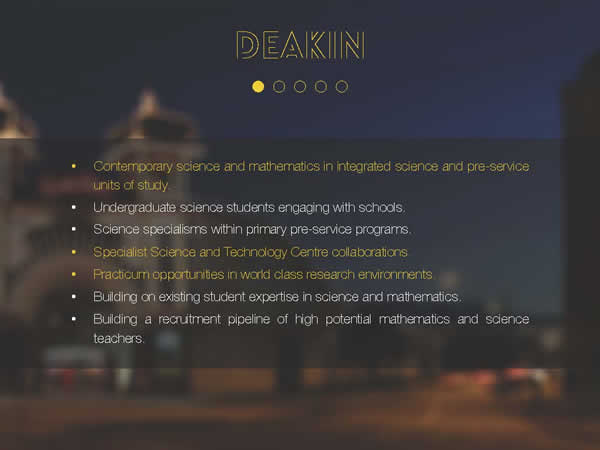 DEAKIN
• Contemporary science and mathematics in integrated science and pre-service
units of study.
• Undergraduate science students engaging with schools.
• Science specialisms within primary pre-service programs.
• Specialist Science and Technology Centre collaborations.
• Practicum opportunities in world class research environments.
• Building on existing student expertise in science and mathematics.
• Building a recruitment pipeline of high potential mathematics and science
teachers.